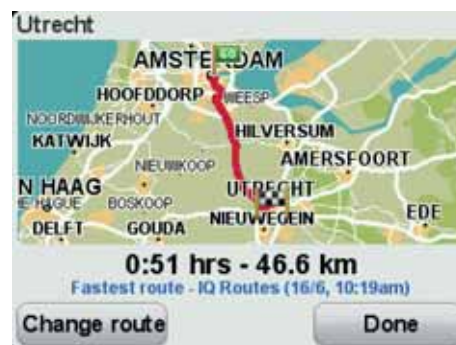 Utrecht
AMSTERDAM
HOOFDDORP WEESP
NOORDWIJKERHOUT
HILVERSUM
KATWIJK
NIEUWKOOP AMERSFOORT
N HAAG UTRECHT
HE HAGUE BOSKOOP EDE
DELFT GOUDA NIEUWEGEIN
0:51 hrs - 46.6 km
Fastest route - IQ Routes (16/6, 10:19am)
Change route Done